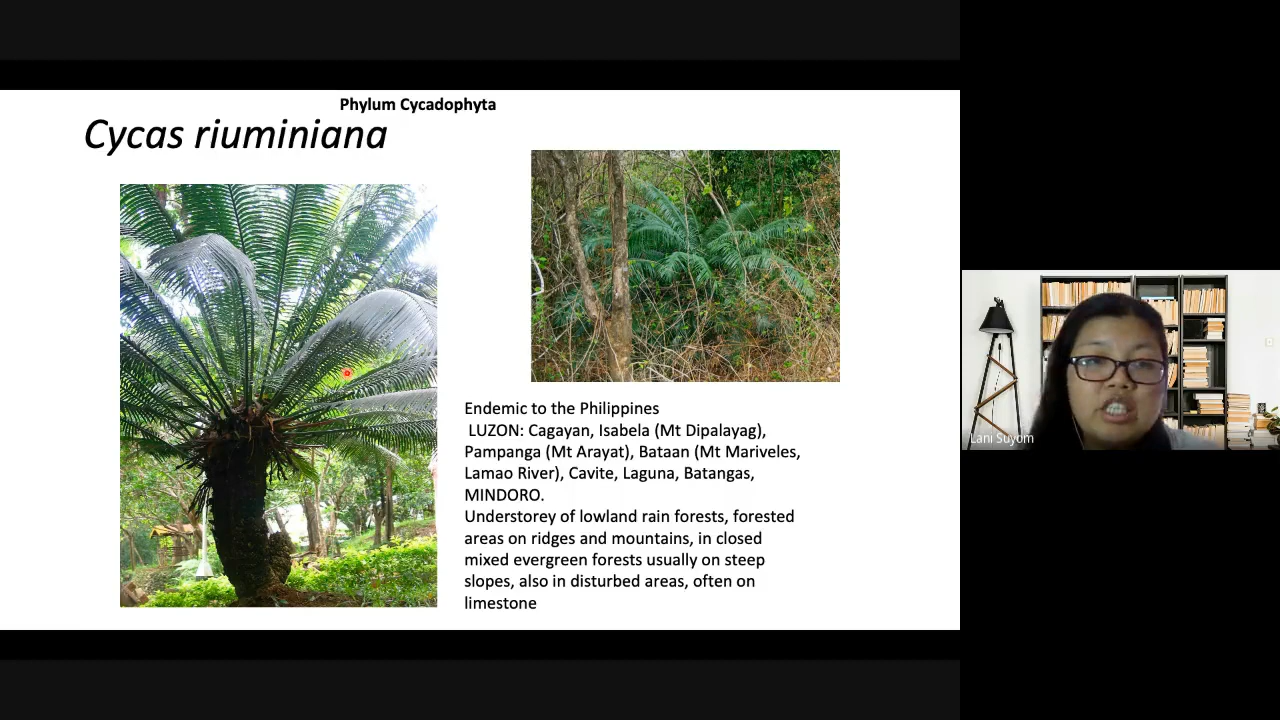 Phylum Cycadophyta
Cycas riuminiana
Endemic to the Philippines
LUZON: Cagayan, Isabela (Mt Dipalayag),
Pampanga (Mt Arayat), Bataan (Mt Mariveles,
Lamao River), Cavite, Laguna, Batangas,
MINDORO.
Understorey of lowland rain forests, forested
areas on ridges and mountains, in closed
mixed evergreen forests usually on steep
slopes, also in disturbed areas, often on
limestone
Lani Suyom